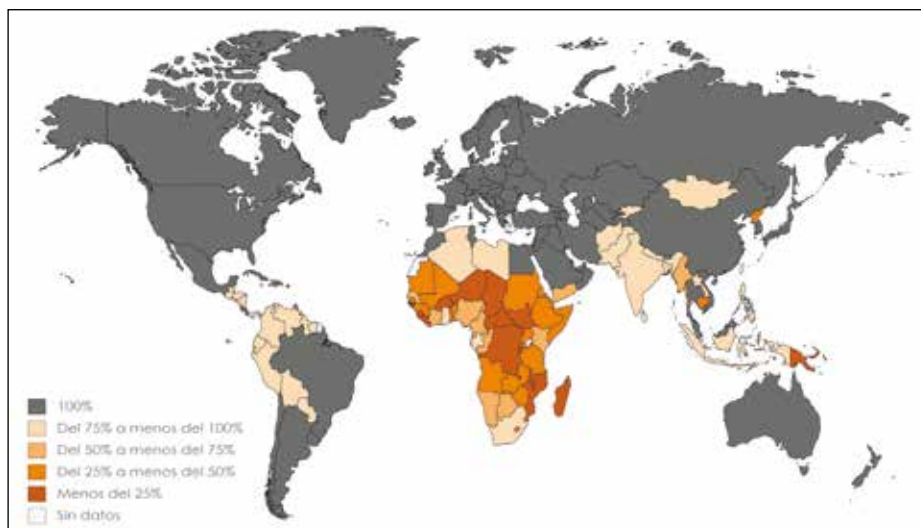 100%
Del 75% a menos del 100%
Del 50% a menos del 75%
Del 25% a menos del 50%
Menos del 25%
Sin datos